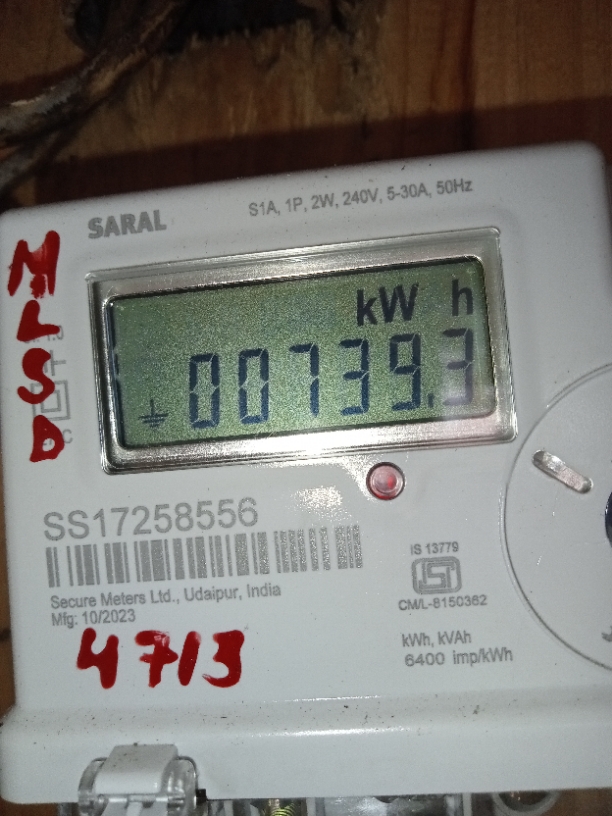 SARAL
S1A, 1P, 2W, 240V, 5-30A, 50Hz
MLSD
kW h
00739.3
SS17258556
Secure Meters Ltd., Udaipur, India
Mfg: 10/2023
IS 13779
ISI
CM/L-8150362
4713
kWh, kVAh
6400 imp/kWh